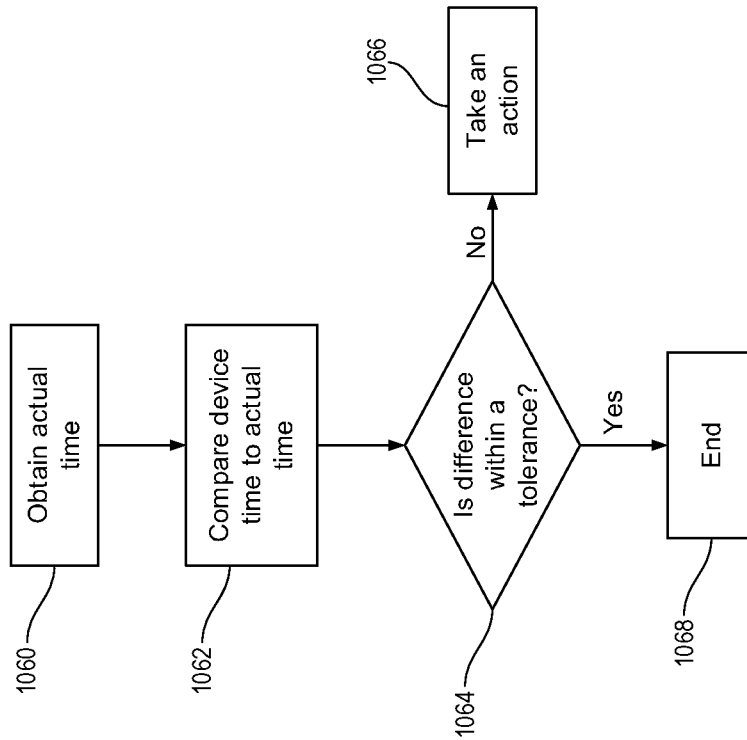 1060
Obtain actual
time
1062
Compare device
time to actual
time
1064
Is difference
within a
tolerance?
No
1066
Take an
action
Yes
1068
End